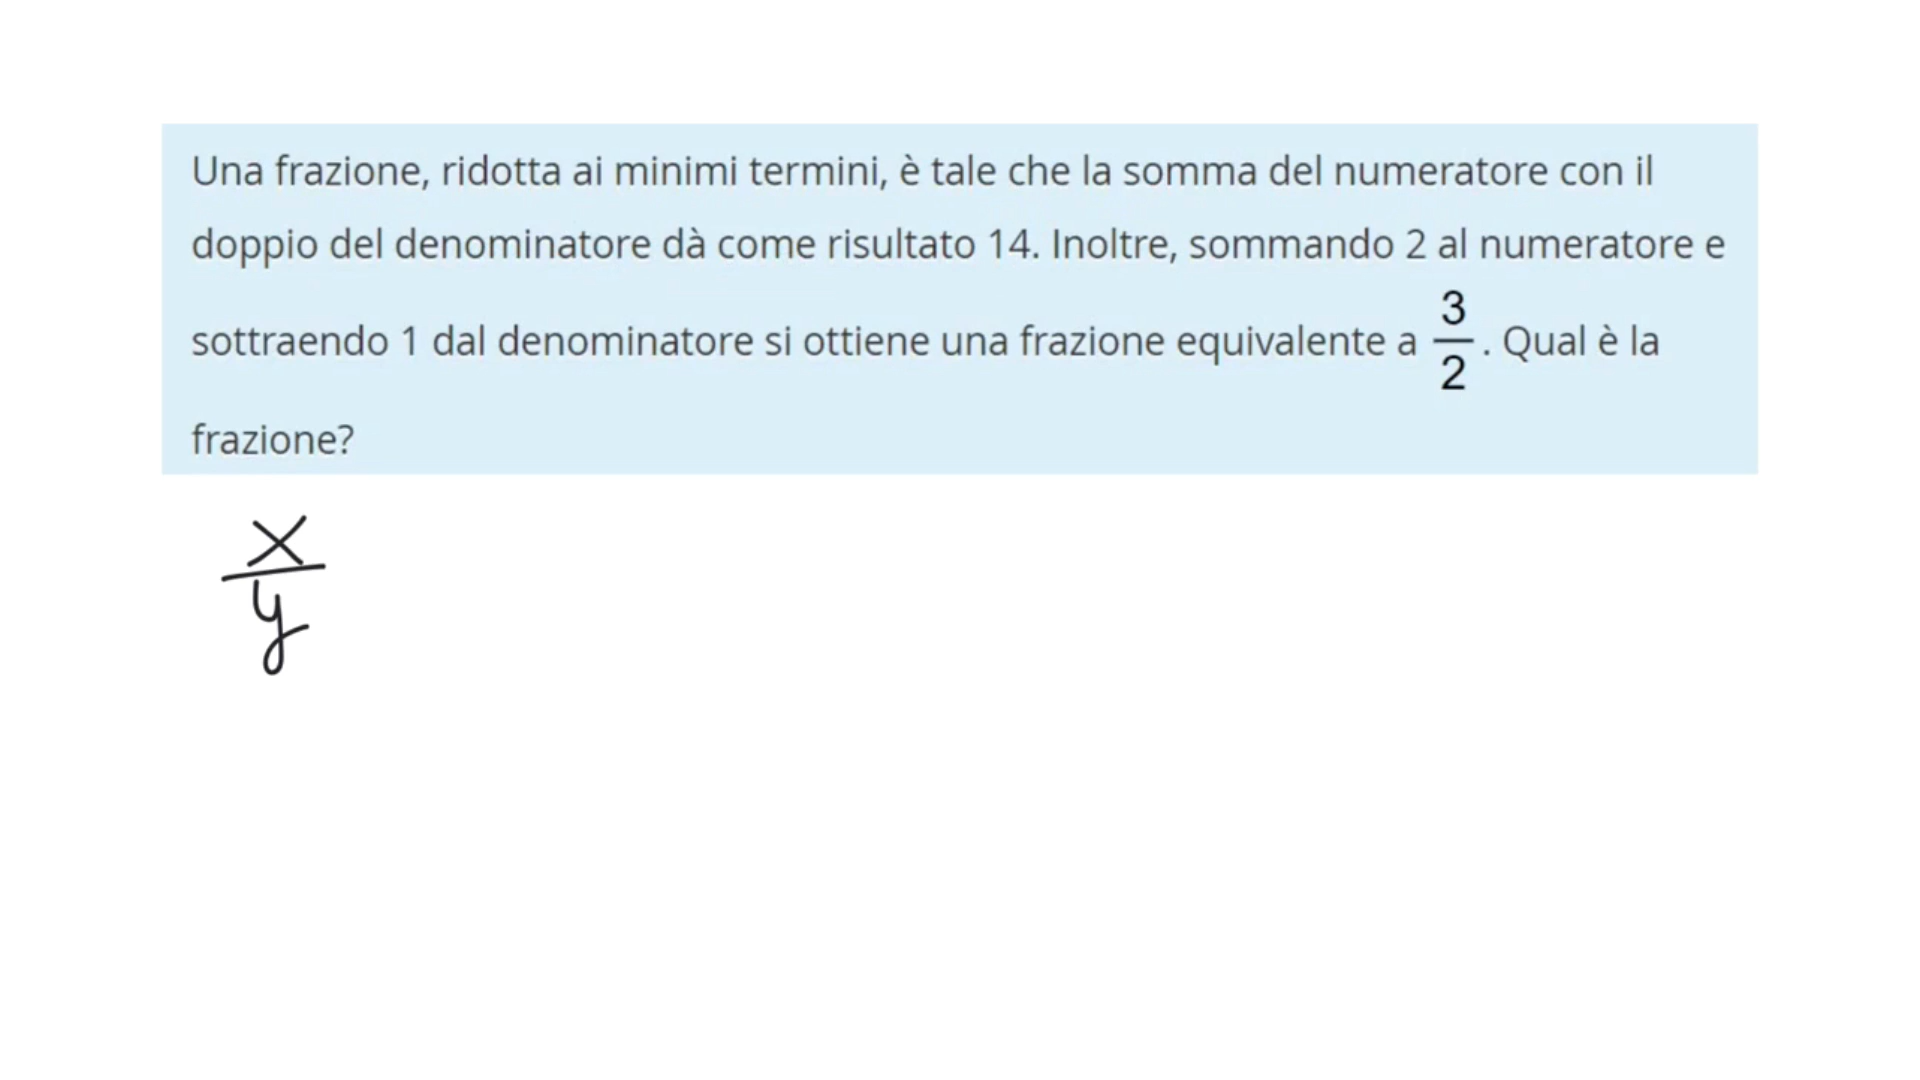 Una frazione, ridotta ai minimi termini, è tale che la somma del numeratore con il
doppio del denominatore dà come risultato 14. Inoltre, sommando 2 al numeratore e
sottraendo 1 dal denominatore si ottiene una frazione equivalente a 3/2. Qual è la
frazione?
x/y